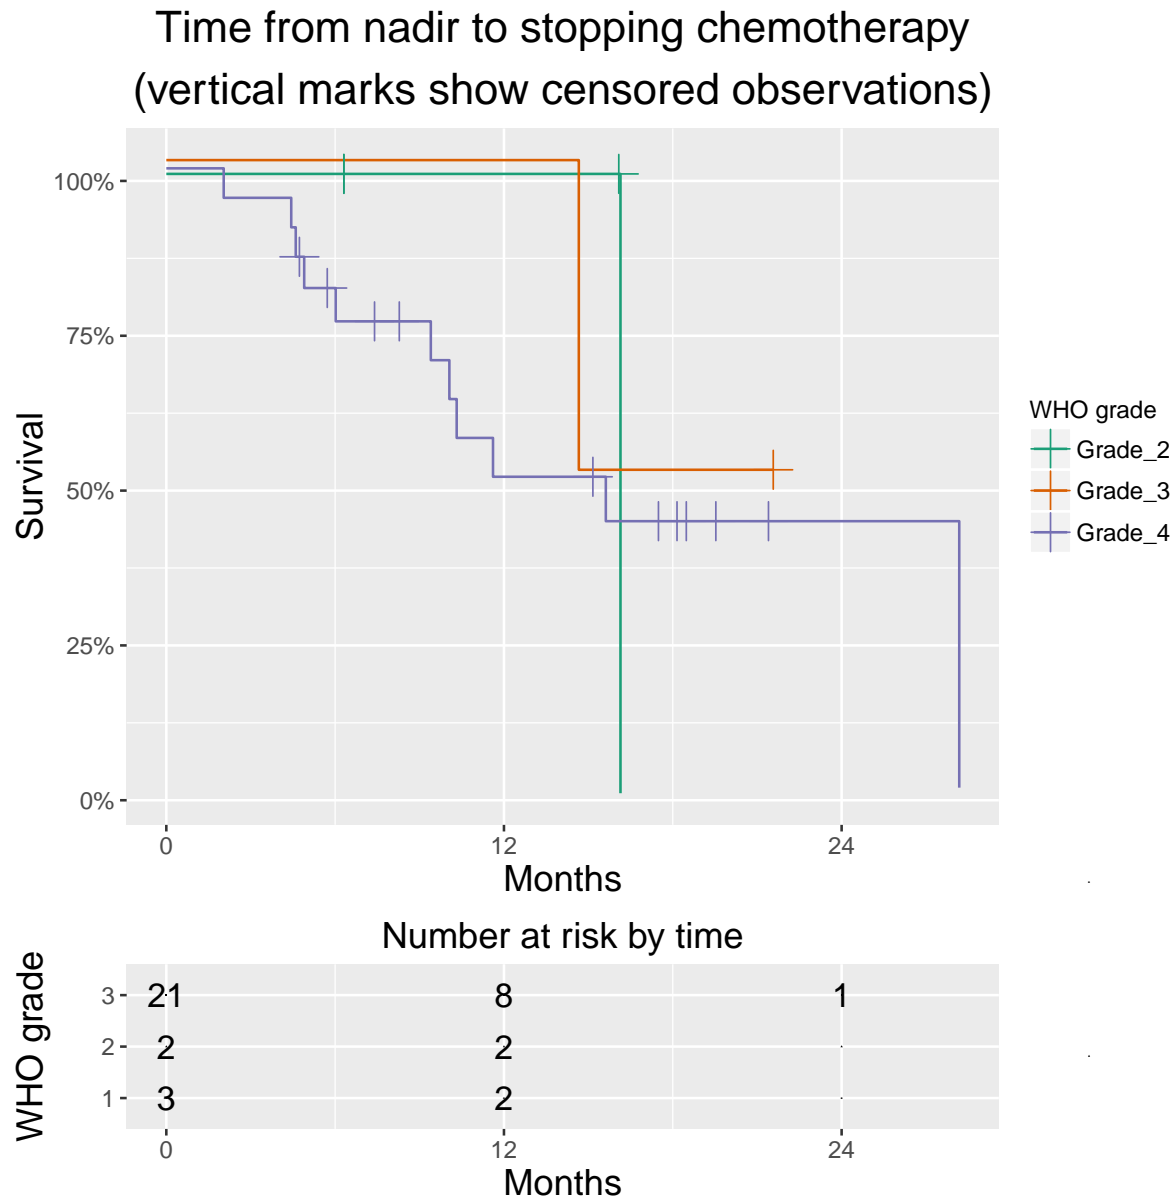 Time from nadir to stopping chemotherapy
(vertical marks show censored observations)
Survival
100%
75%
50%
25%
0%
0 12 24
Months
WHO grade
Grade_2
Grade_3
Grade_4
Number at risk by time
WHO grade
3 21 8 1
2 2 2
1 3 2
0 12 24
Months